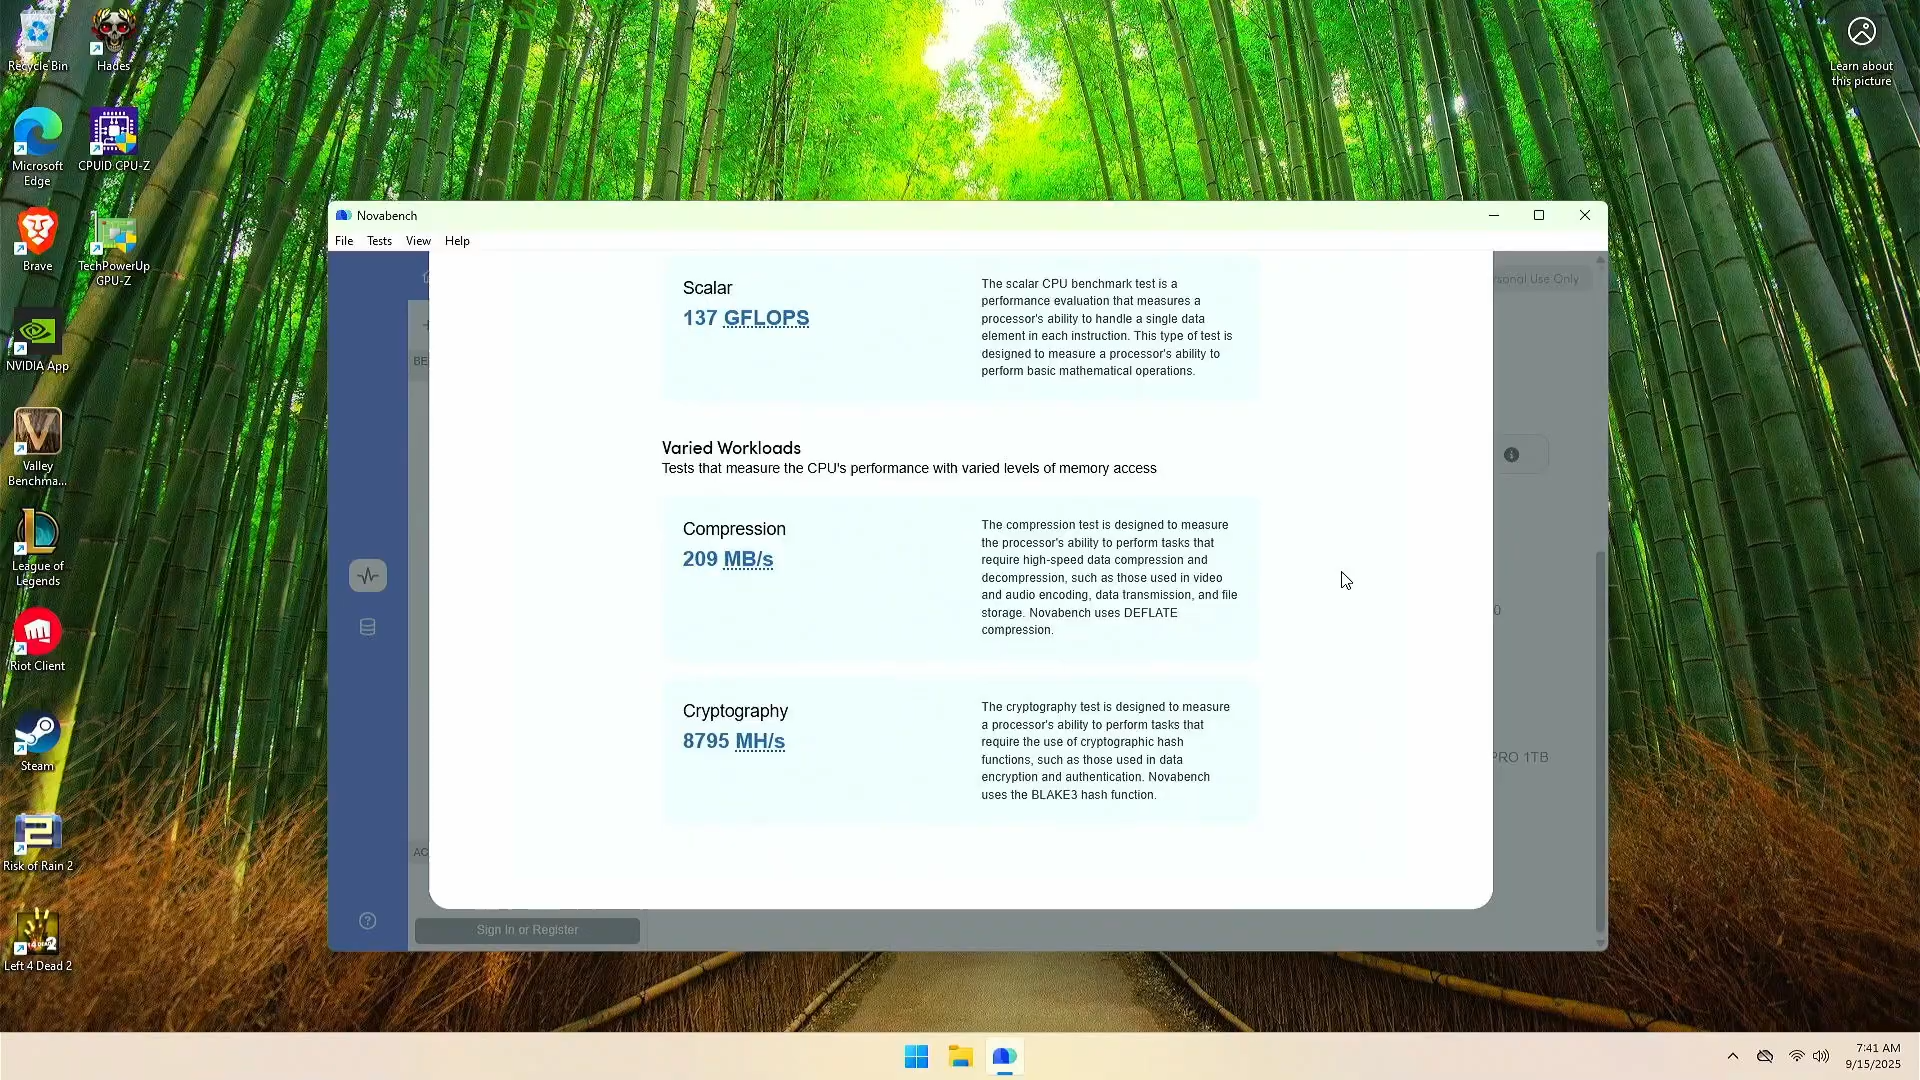 Recycle Bin
Hades
Learn about
this picture
Microsoft
Edge
CPUID CPU-Z
Brave
TechPowerUp
GPU-Z
NVIDIA App
Valley
Benchma...
League of
Legends
Riot Client
Steam
Risk of Rain 2
Left 4 Dead 2
Novabench
File Tests View Help
rsonal Use Only
BE
Scalar
137 GFLOPS
The scalar CPU benchmark test is a
performance evaluation that measures a
processor's ability to handle a single data
element in each instruction. This type of test is
designed to measure a processor's ability to
perform basic mathematical operations.
Varied Workloads
Tests that measure the CPU's performance with varied levels of memory access
Compression
209 MB/s
The compression test is designed to measure
the processor's ability to perform tasks that
require high-speed data compression and
decompression, such as those used in video
and audio encoding, data transmission, and file
storage. Novabench uses DEFLATE
compression.
Cryptography
8795 MH/s
The cryptography test is designed to measure
a processor's ability to perform tasks that
require the use of cryptographic hash
functions, such as those used in data
encryption and authentication. Novabench
uses the BLAKE3 hash function.
0
PRO 1TB
AC
Sign In or Register
7:41 AM
9/15/2025